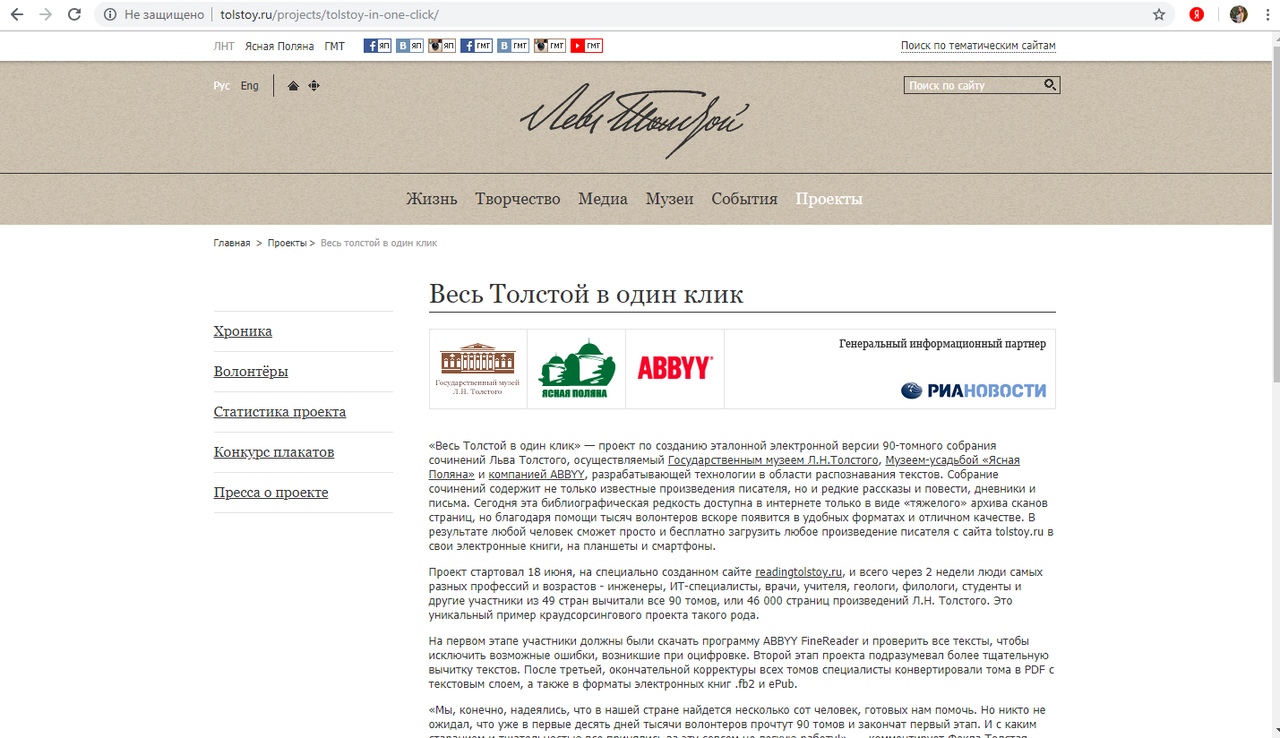 Не защищено | tolstoy.ru/projects/tolstoy-in-one-click/
Я
ЛНТ Ясная Поляна ГМТ ЯП ЯП ЯП ГМТ ГМТ ГМТ ГМТ Поиск по тематическим сайтам
Рус Eng Поиск по сайту
Лев Толстой
Жизнь Творчество Медиа Музеи События Проекты
Главная > Проекты > Весь толстой в один клик
Весь Толстой в один клик
Хроника
Волонтёры
Статистика проекта
Конкурс плакатов
Пресса о проекте
Государственный музей
Л.Н. Толстого
ЯСНАЯ ПОЛЯНА
ABBYY®
Генеральный информационный партнер
РИАНОВОСТИ
«Весь Толстой в один клик» — проект по созданию эталонной электронной версии 90-томного собрания
сочинений Льва Толстого, осуществляемый Государственным музеем Л.Н.Толстого, Музеем-усадьбой «Ясная
Поляна» и компанией ABBYY, разрабатывающей технологии в области распознавания текстов. Собрание
сочинений содержит не только известные произведения писателя, но и редкие рассказы и повести, дневники и
письма. Сегодня эта библиографическая редкость доступна в интернете только в виде «тяжелого» архива сканов
страниц, но благодаря помощи тысяч волонтеров вскоре появится в удобных форматах и отличном качестве. В
результате любой человек сможет просто и бесплатно загрузить любое произведение писателя с сайта tolstoy.ru в
свои электронные книги, на планшеты и смартфоны.
Проект стартовал 18 июня, на специально созданном сайте readingtolstoy.ru, и всего через 2 недели люди самых
разных профессий и возрастов - инженеры, ИТ-специалисты, врачи, учителя, геологи, филологи, студенты и
другие участники из 49 стран вычитали все 90 томов, или 46 000 страниц произведений Л.Н. Толстого. Это
уникальный пример краудсорсингового проекта такого рода.
На первом этапе участники должны были скачать программу ABBYY FineReader и проверить все тексты, чтобы
исключить возможные ошибки, возникшие при оцифровке. Второй этап проекта подразумевал более тщательную
вычитку текстов. После третьей, окончательной корректуры всех томов специалисты конвертировали тома в PDF с
текстовым слоем, а также в форматы электронных книг .fb2 и ePub.
«Мы, конечно, надеялись, что в нашей стране найдется несколько сот человек, готовых нам помочь. Но никто не
ожидал, что уже в первые десять дней тысячи волонтеров прочтут 90 томов и закончат первый этап. И с каким
старанием и тщательностью все принялись за эту совсем не легкую работу!» — комментирует Фекла Толстая,